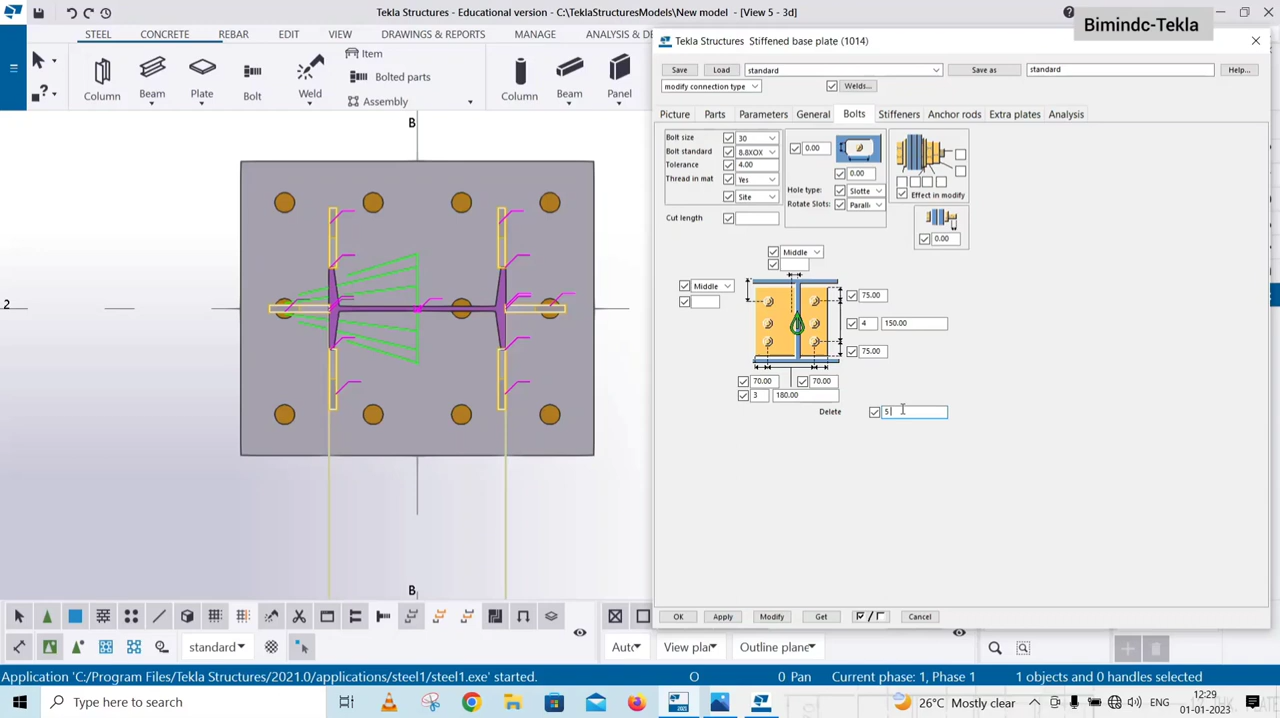 Tekla Structures - Educational version - C:\TeklaStructuresModels\New model - [View 5 - 3d]
Bimindc-Tekla
STEEL CONCRETE REBAR EDIT VIEW DRAWINGS & REPORTS MANAGE ANALYSIS & DE
Item
Bolted parts
Assembly
Column Beam Plate Bolt Weld Column Beam Panel
B
2
B
Tekla Structures Stiffened base plate (1014)
Save Load standard Save as standard Help...
modify connection type Welds...
Picture Parts Parameters General Bolts Stiffeners Anchor rods Extra plates Analysis
Bolt size 30
Bolt standard 8.8XOX
Tolerance 4.00
Thread in mat Yes
Site
Cut length
0.00
0.00
Hole type: Slotte
Rotate Slots: Parall
Effect in modify
0.00
Middle
Middle
75.00
4 150.00
75.00
70.00 70.00
3 180.00
Delete 5
OK Apply Modify Get Cancel
standard Auto View plan Outline plane
Application 'C:/Program Files/Tekla Structures/2021.0/applications/steel1/steel1.exe' started. O 0 Pan Current phase: 1, Phase 1 1 objects and 0 handles selected
Type here to search
26°C Mostly clear
ENG
12:29
01-01-2023